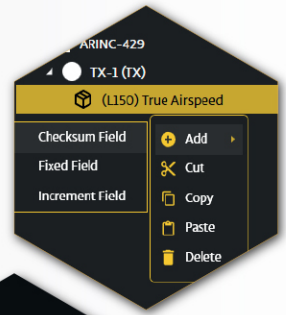 ARINC-429
TX-1 (TX)
(L150) True Airspeed
Checksum Field
Fixed Field
Increment Field
Add
Cut
Copy
Paste
Delete